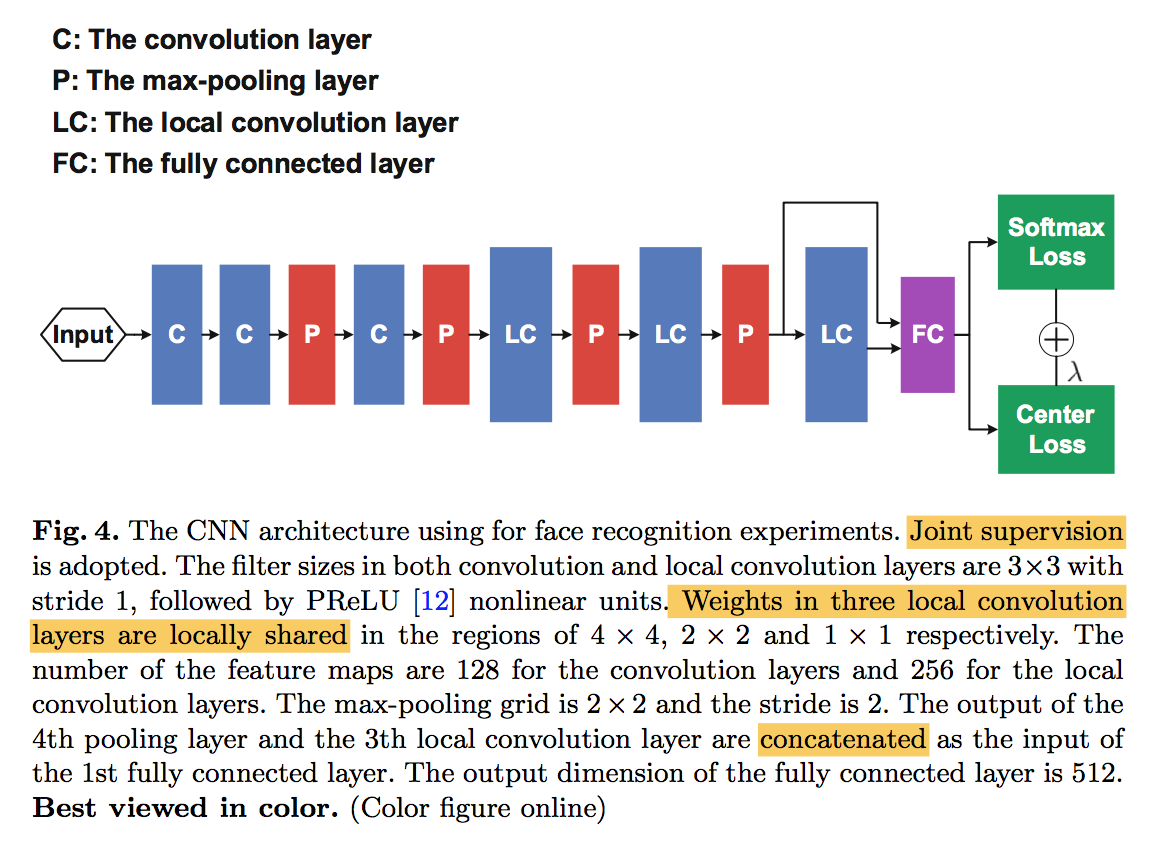 C: The convolution layer
P: The max-pooling layer
LC: The local convolution layer
FC: The fully connected layer
Input
C
C
P
C
P
LC
P
LC
P
LC
FC
Softmax
Loss
+
λ
Center
Loss
Fig. 4. The CNN architecture using for face recognition experiments. Joint supervision
is adopted. The filter sizes in both convolution and local convolution layers are 3×3 with
stride 1, followed by PReLU [12] nonlinear units. Weights in three local convolution
layers are locally shared in the regions of 4 × 4, 2 × 2 and 1 × 1 respectively. The
number of the feature maps are 128 for the convolution layers and 256 for the local
convolution layers. The max-pooling grid is 2 × 2 and the stride is 2. The output of the
4th pooling layer and the 3th local convolution layer are concatenated as the input of
the 1st fully connected layer. The output dimension of the fully connected layer is 512.
Best viewed in color. (Color figure online)